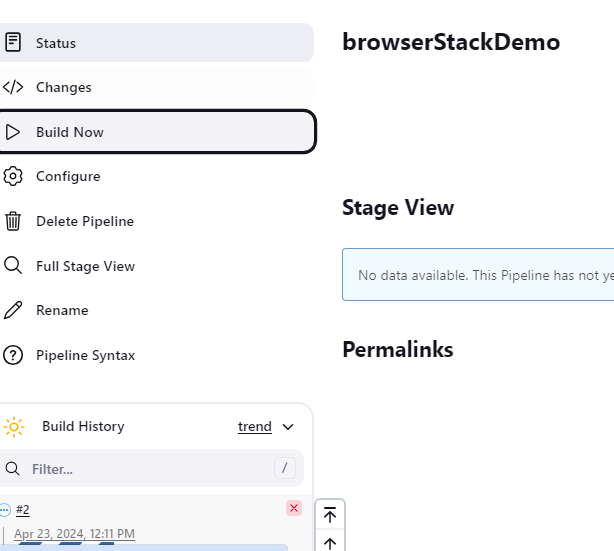 Status
Changes
Build Now
Configure
Delete Pipeline
Full Stage View
Rename
Pipeline Syntax
browserStackDemo
Stage View
No data available. This Pipeline has not ye
Permalinks
Build History
trend
Filter...
/
#2
Apr 23, 2024, 12:11 PM